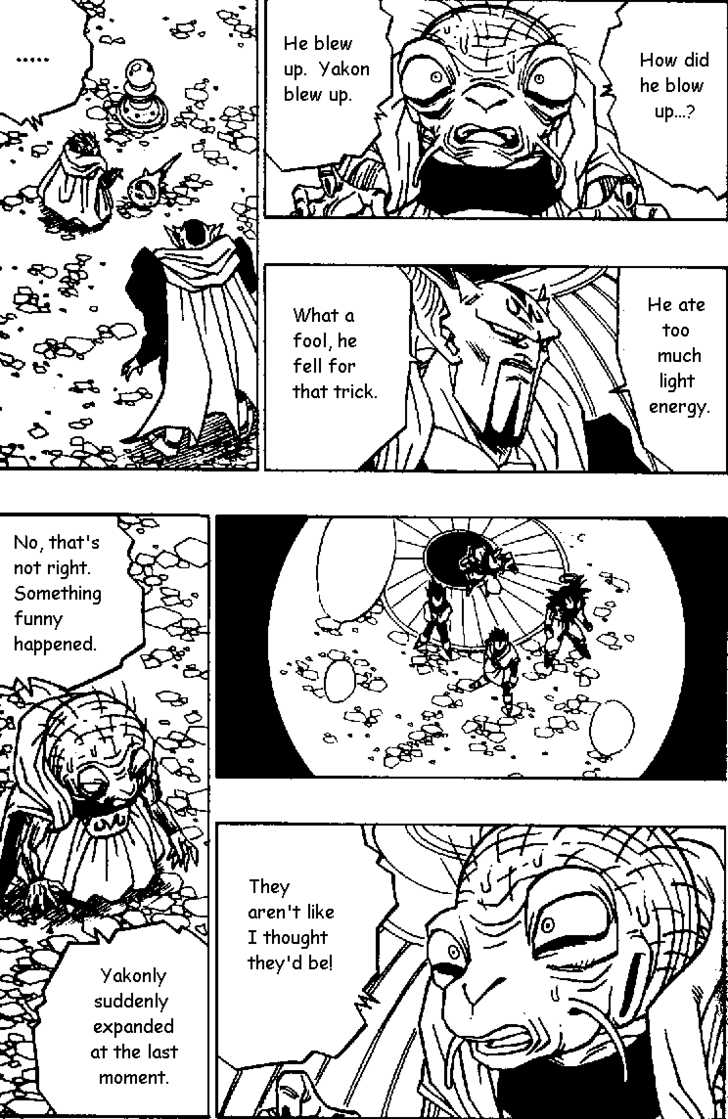 How did
he blow
up...?
He blew
up. Yakon
blew up.
He ate
too
much
light
energy.
What a
fool, he
fell for
that trick.
......
They
aren't like
I thought
they'd be!
No, that's
not right.
Something
funny
happened.
Yakonly
suddenly
expanded
at the last
moment.